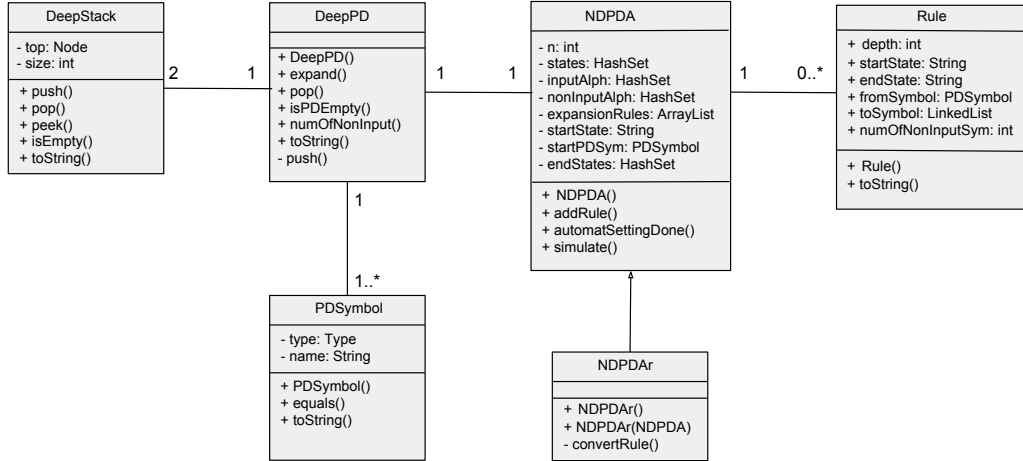 DeepStack
- top: Node
- size: int
+ push()
+ pop()
+ peek()
+ isEmpty()
+ toString()
2
1
DeepPD
+ DeepPD()
+ expand()
+ pop()
+ isPDEmpty()
+ numOfNonInput()
+ toString()
- push()
1
1
NDPDA
- n: int
- states: HashSet
- inputAlph: HashSet
- nonInputAlph: HashSet
- expansionRules: ArrayList
- startState: String
- startPDSym: PDSymbol
- endStates: HashSet
+ NDPDA()
+ addRule()
+ automatSettingDone()
+ simulate()
1
0..*
Rule
+ depth: int
+ startState: String
+ endState: String
+ fromSymbol: PDSymbol
+ toSymbol: LinkedList
+ numOfNonInputSym: int
+ Rule()
+ toString()
1
1..*
PDSymbol
- type: Type
- name: String
+ PDSymbol()
+ equals()
+ toString()
NDPDAr
+ NDPDAr()
+ NDPDAr(NDPDA)
- convertRule()